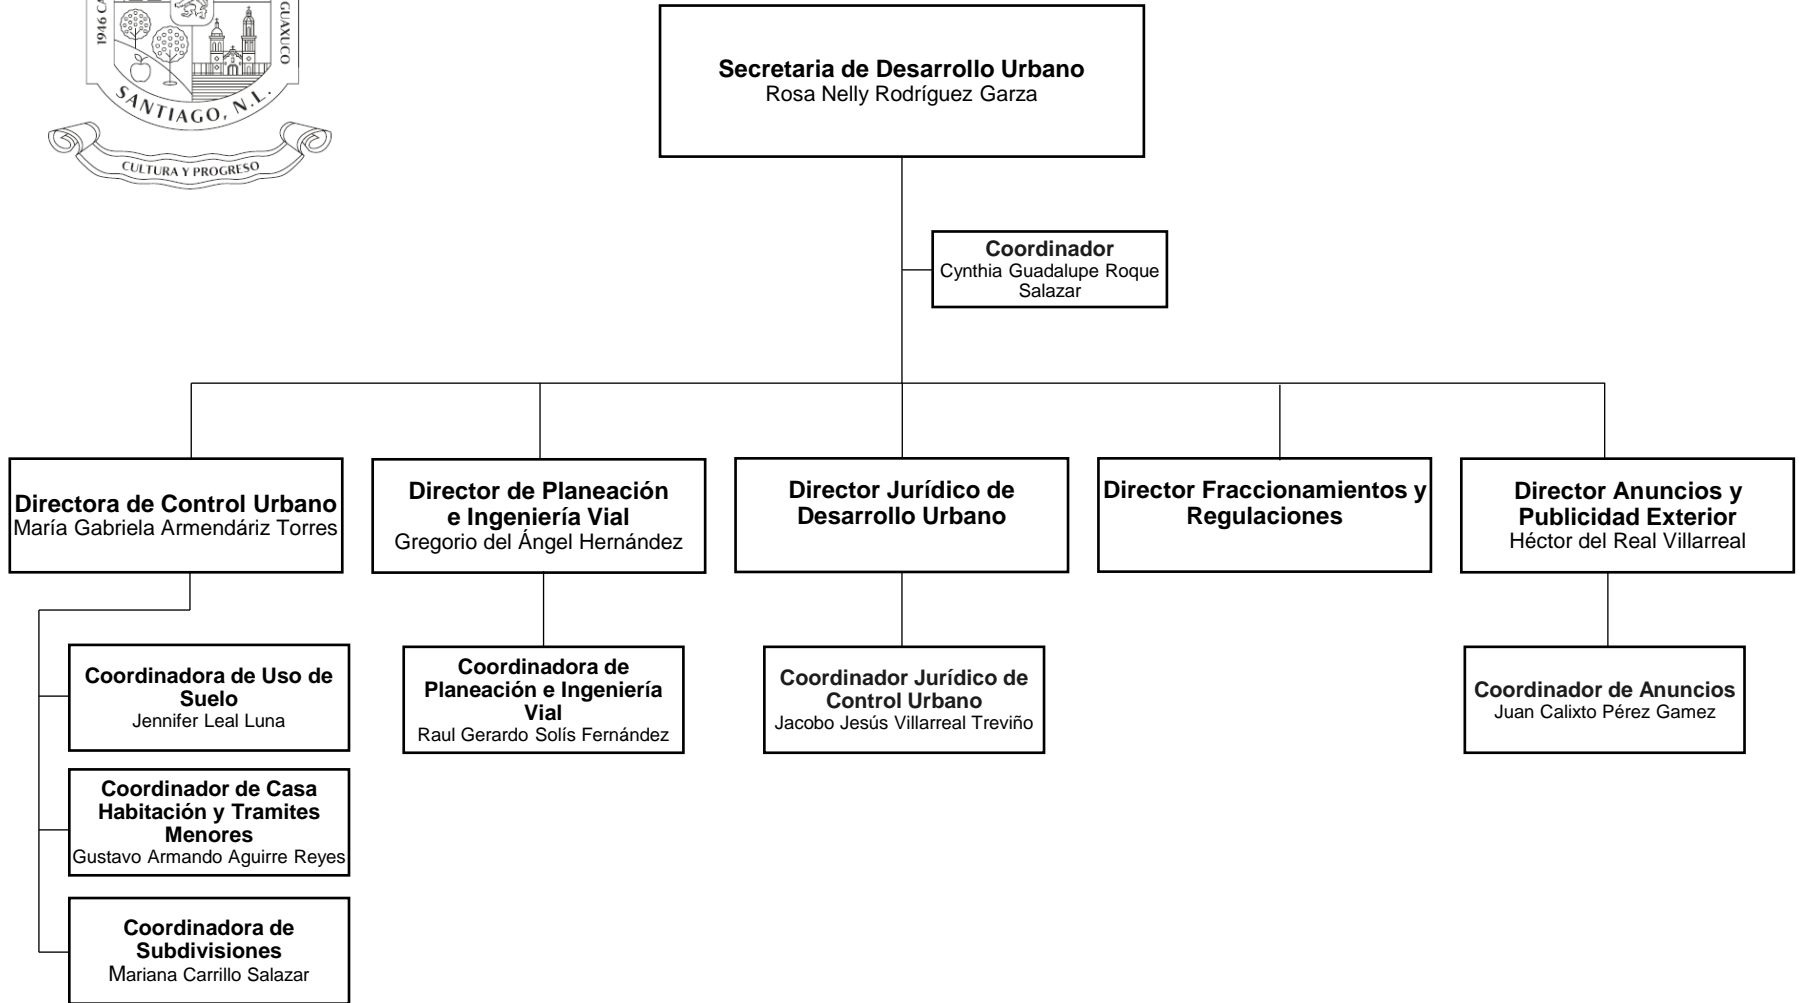 1946 CA
GUAXUCO
SANTIAGO, N.L.
CULTURA Y PROGRESO
Secretaria de Desarrollo Urbano
Rosa Nelly Rodríguez Garza
Coordinador
Cynthia Guadalupe Roque
Salazar
Directora de Control Urbano
María Gabriela Armendáriz Torres
Director de Planeación
e Ingeniería Vial
Gregorio del Ángel Hernández
Director Jurídico de
Desarrollo Urbano
Director Fraccionamientos y
Regulaciones
Director Anuncios y
Publicidad Exterior
Héctor del Real Villarreal
Coordinadora de Uso de
Suelo
Jennifer Leal Luna
Coordinadora de
Planeación e Ingeniería
Vial
Raul Gerardo Solís Fernández
Coordinador Jurídico de
Control Urbano
Jacobo Jesús Villarreal Treviño
Coordinador de Anuncios
Juan Calixto Pérez Gamez
Coordinador de Casa
Habitación y Tramites
Menores
Gustavo Armando Aguirre Reyes
Coordinadora de
Subdivisiones
Mariana Carrillo Salazar